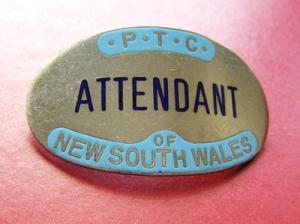 ·P·T·C·
ATTENDANT
OF
NEW SOUTH WALES